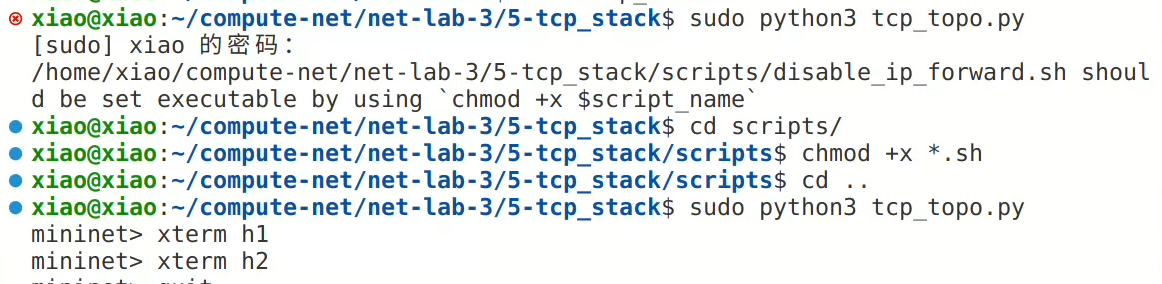 xiao@xiao:~/compute-net/net-lab-3/5-tcp_stack$ sudo python3 tcp_topo.py
[sudo] xiao 的密码：
/home/xiao/compute-net/net-lab-3/5-tcp_stack/scripts/disable_ip_forward.sh shoul
d be set executable by using `chmod +x $script_name`
xiao@xiao:~/compute-net/net-lab-3/5-tcp_stack$ cd scripts/
xiao@xiao:~/compute-net/net-lab-3/5-tcp_stack/scripts$ chmod +x *.sh
xiao@xiao:~/compute-net/net-lab-3/5-tcp_stack/scripts$ cd ..
xiao@xiao:~/compute-net/net-lab-3/5-tcp_stack$ sudo python3 tcp_topo.py
mininet> xterm h1
mininet> xterm h2